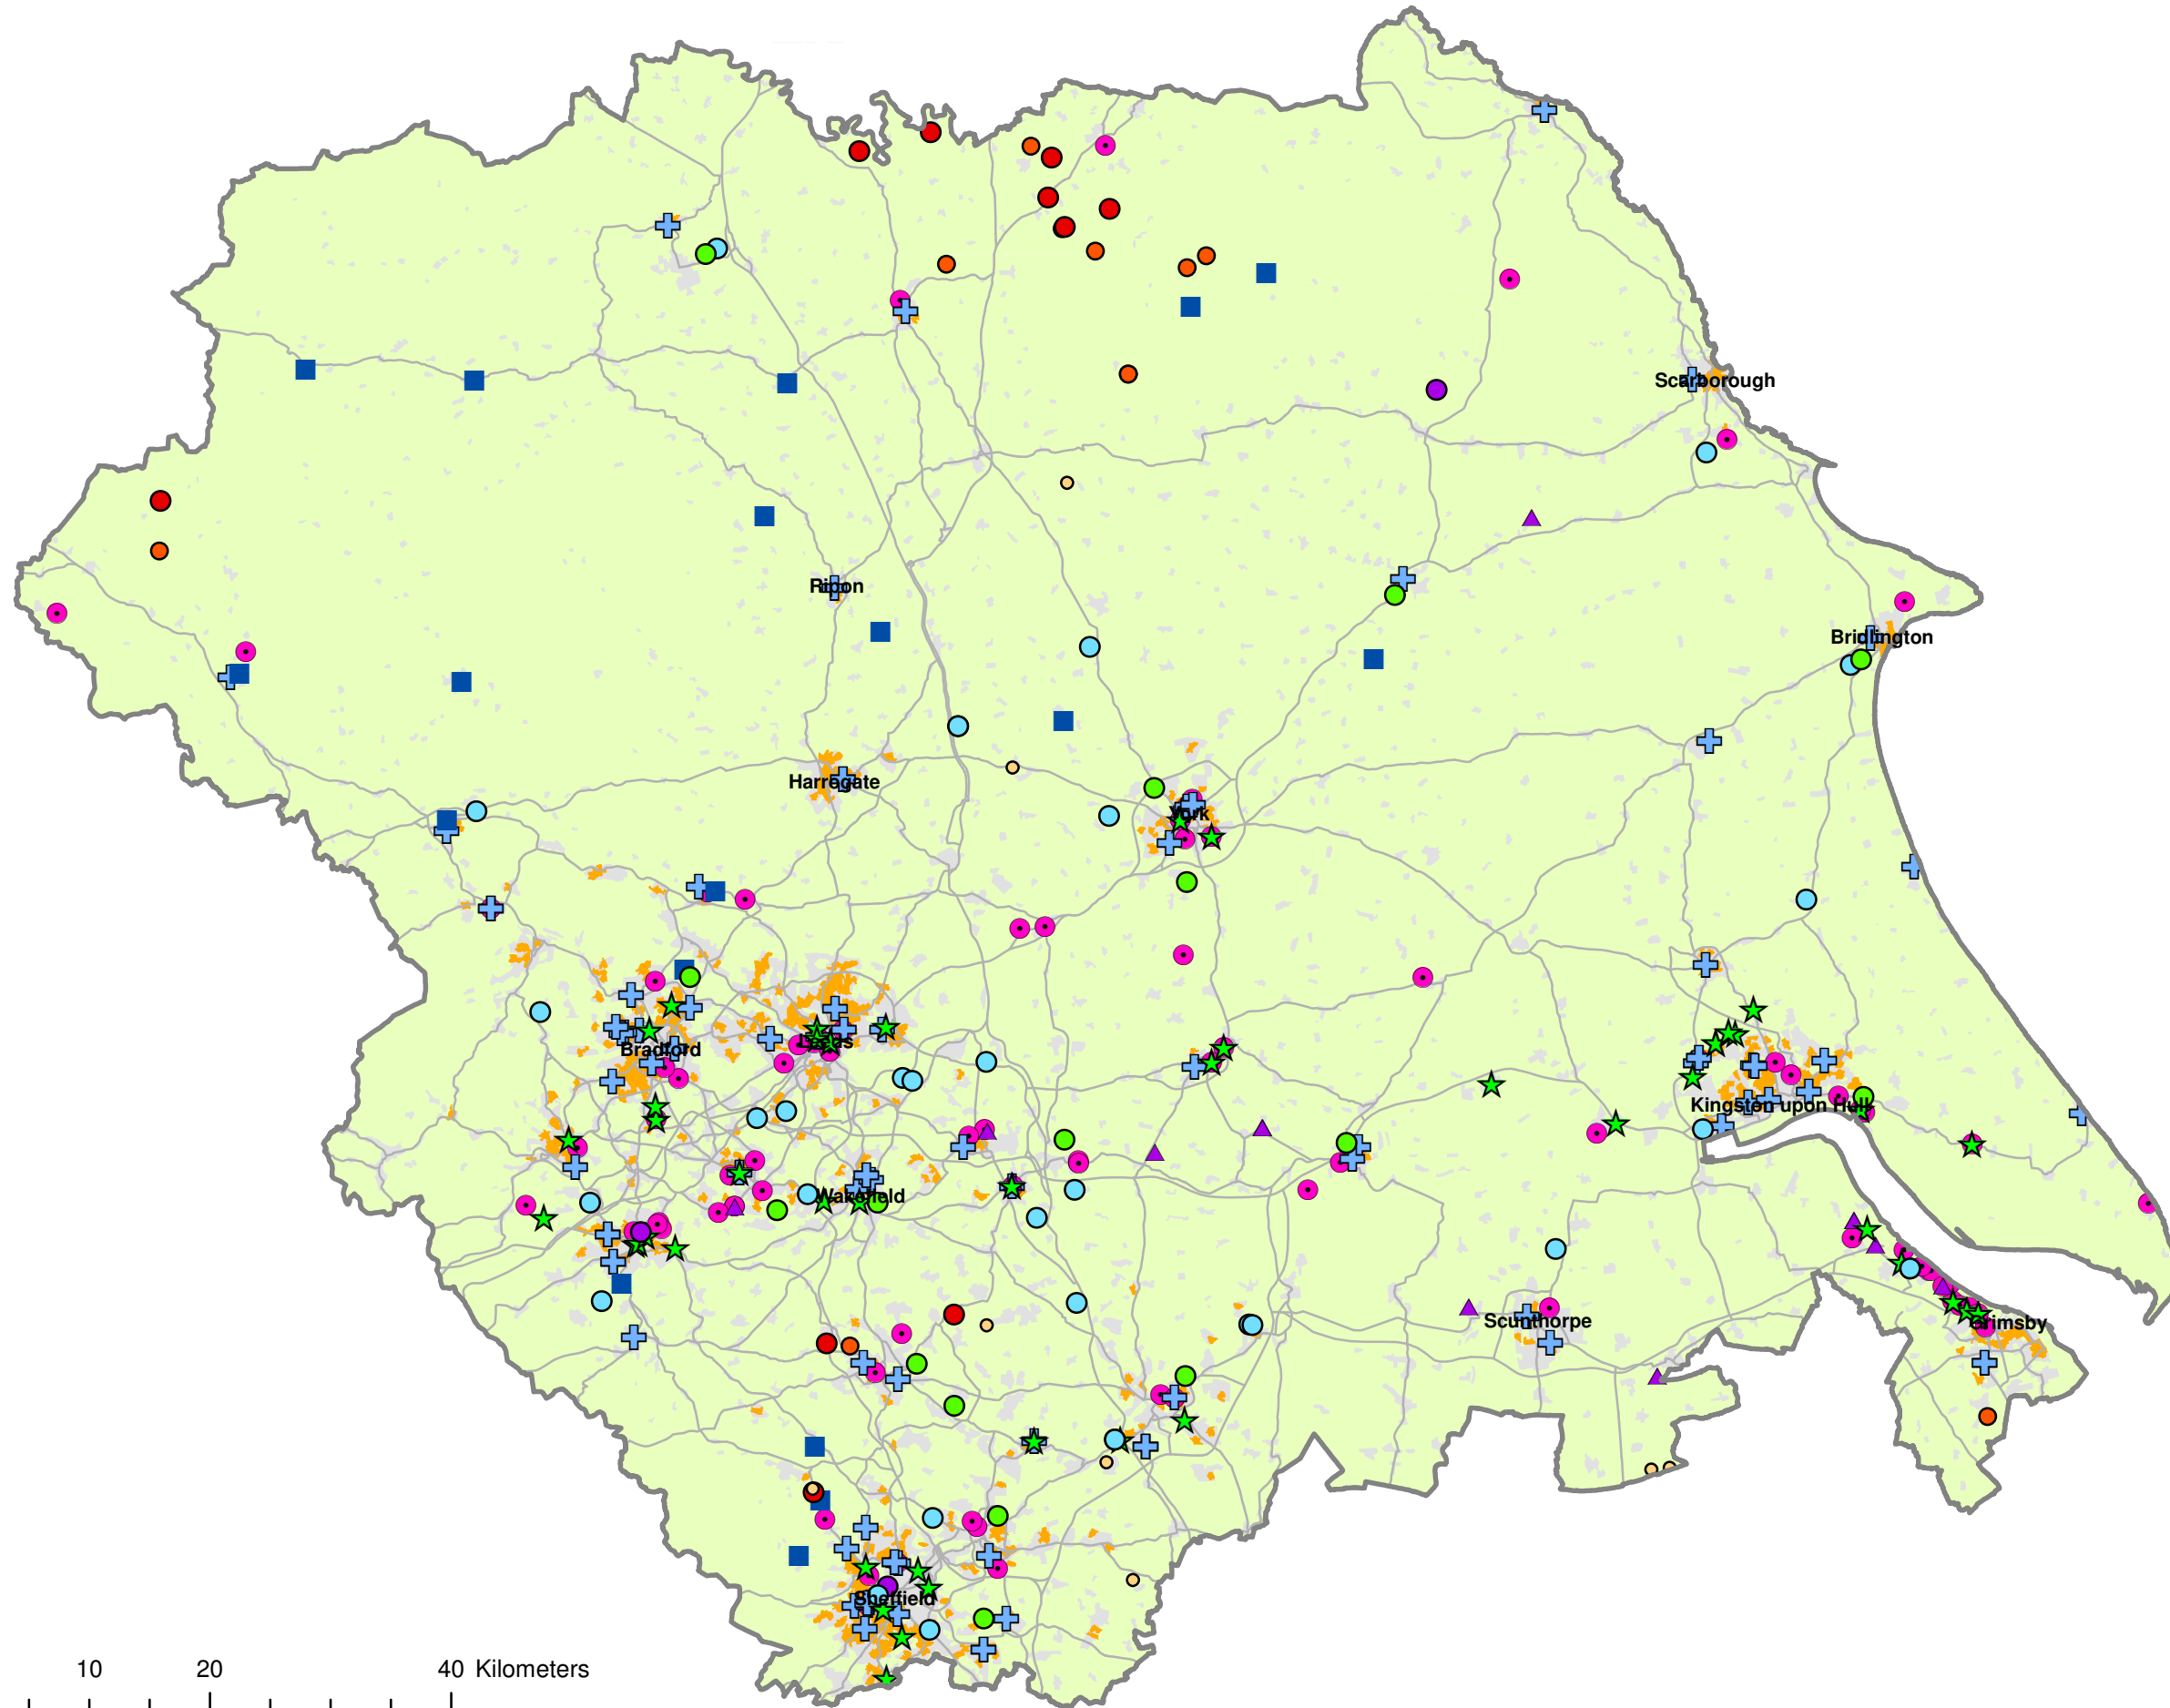 Scarborough
Ripon
Bridlington
Harrogate
York
Leeds
Bradford
Kingston upon Hull
Wakefield
Scunthorpe
Grimsby
Sheffield
10 20 40 Kilometers